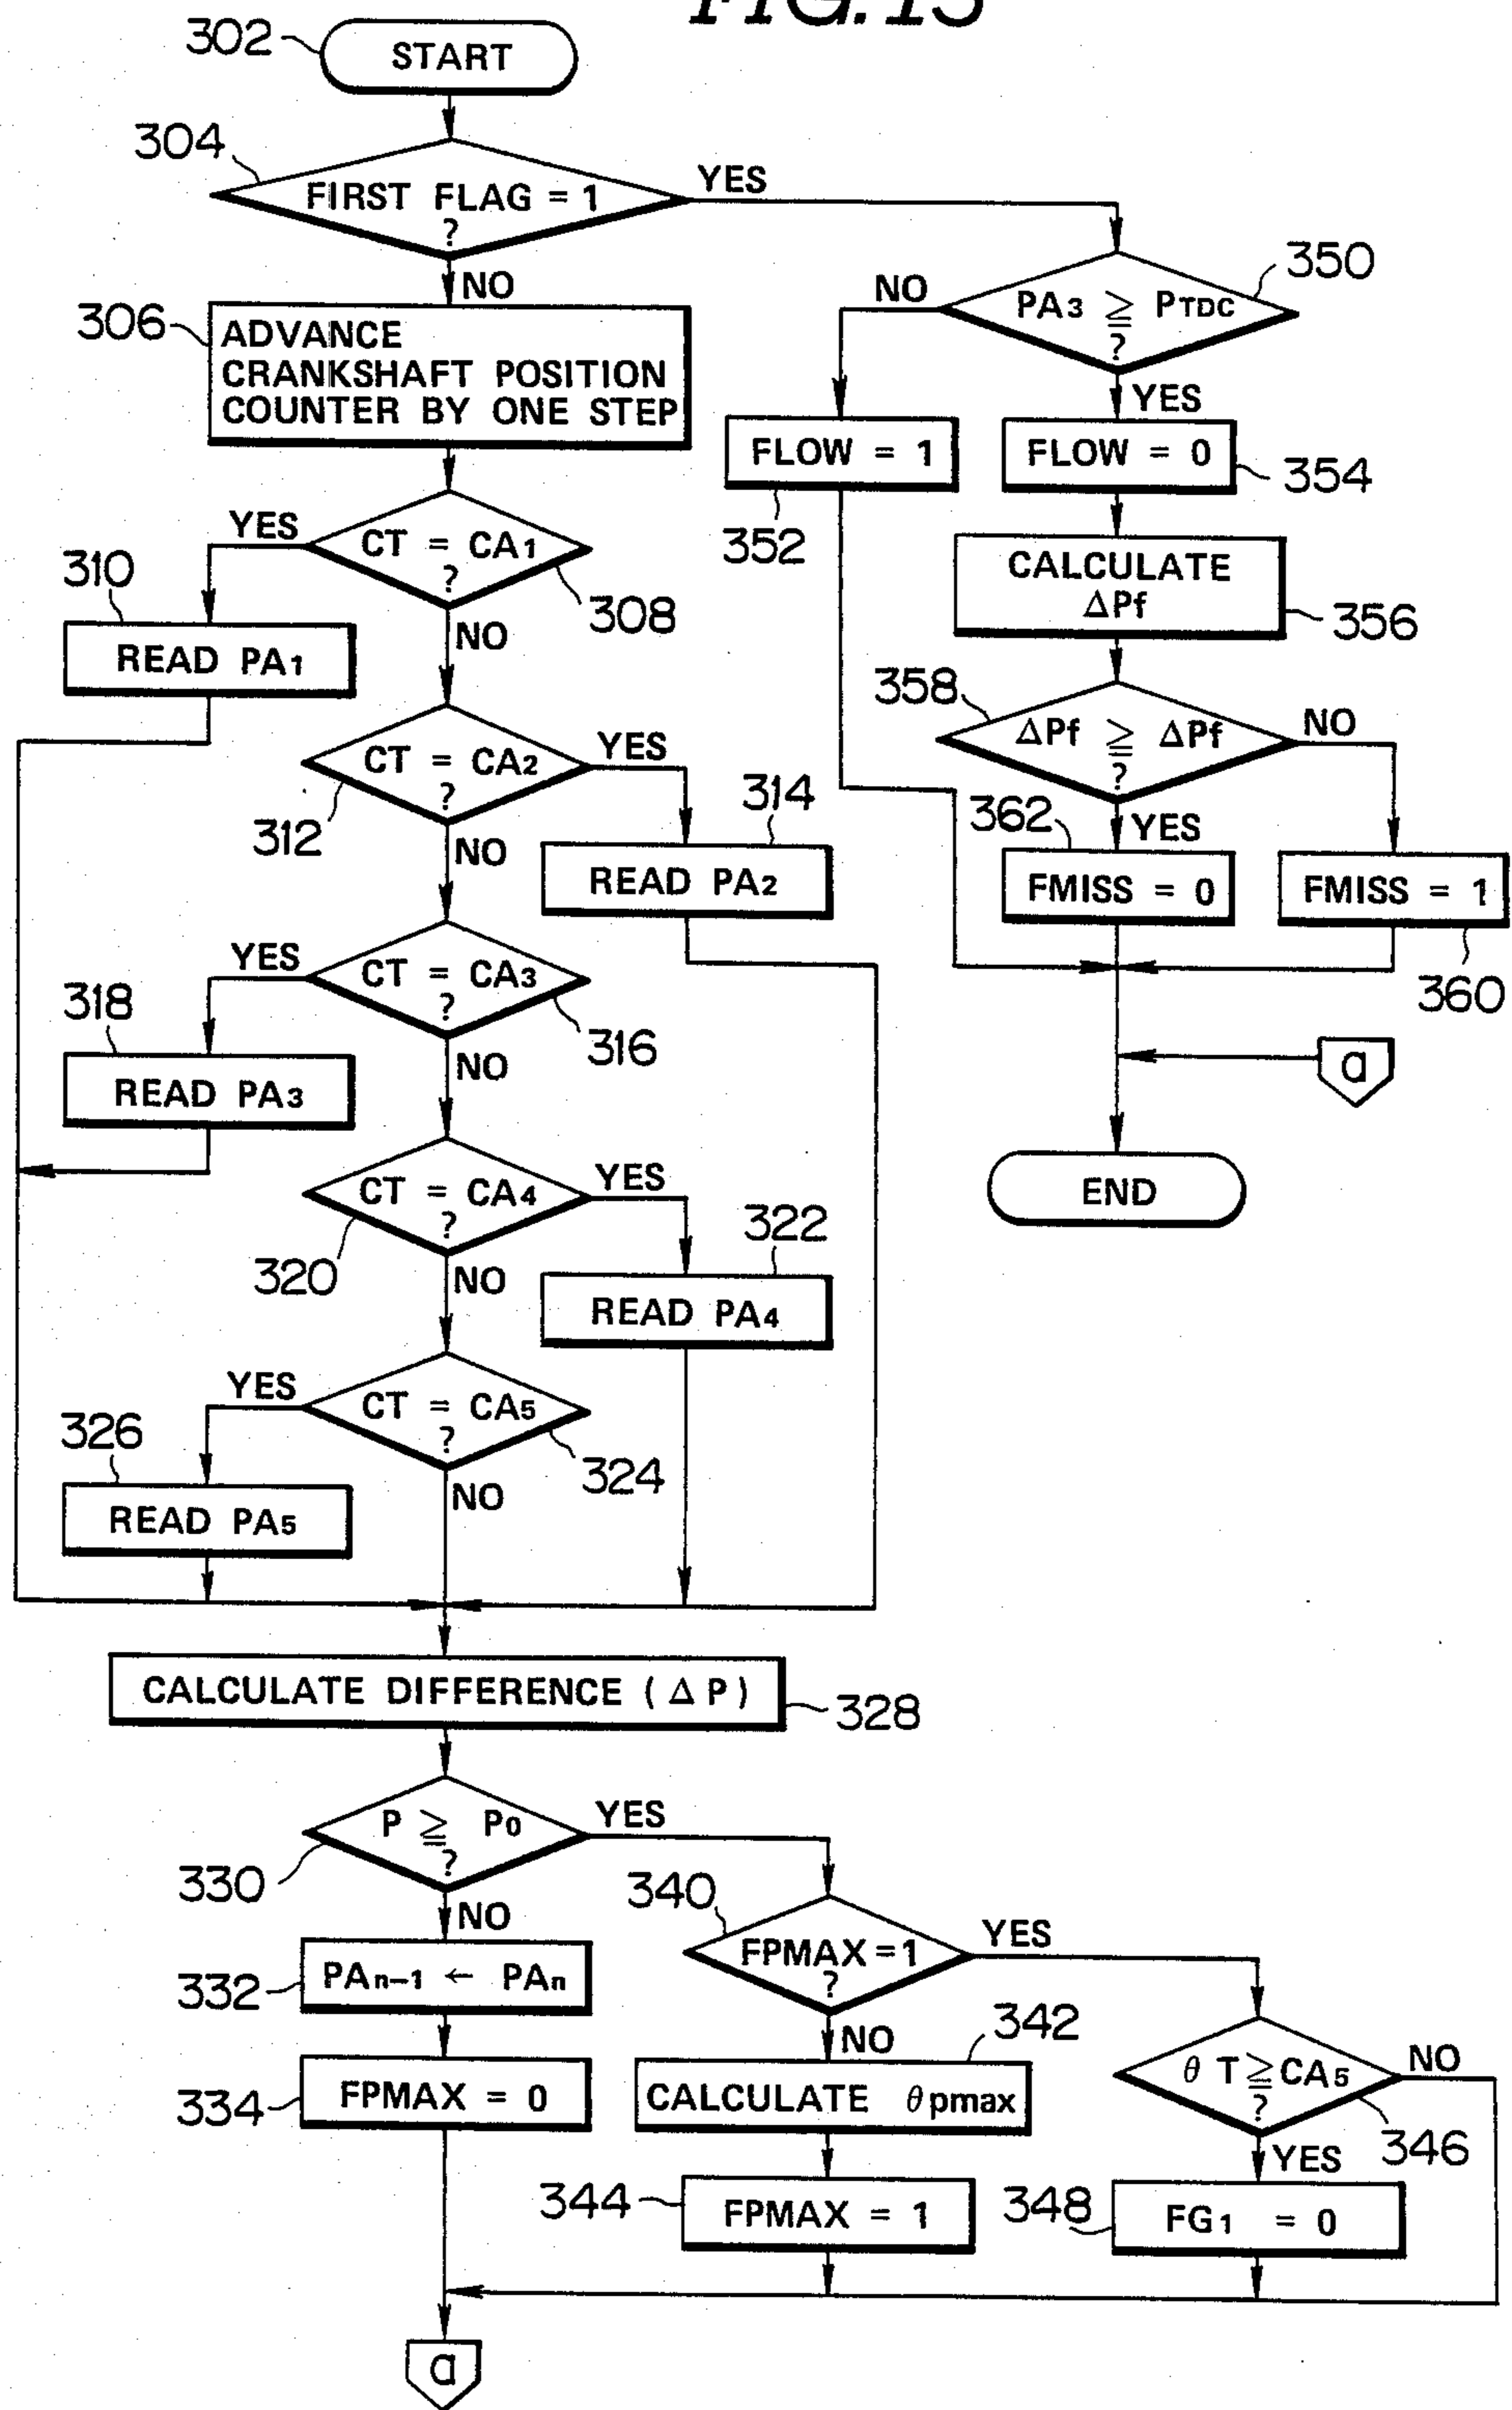 FIG. 13
302
START
304
FIRST FLAG = 1
?
YES
NO
306
ADVANCE
CRANKSHAFT POSITION
COUNTER BY ONE STEP
YES
CT = CA1
?
308
NO
310
READ PA1
CT = CA2
?
YES
312
NO
314
READ PA2
YES
CT = CA3
?
316
NO
318
READ PA3
CT = CA4
?
YES
320
NO
322
READ PA4
YES
CT = CA5
?
324
NO
326
READ PA5
CALCULATE DIFFERENCE (ΔP)
328
P ≧ P0
?
YES
330
NO
332
PAn-1 ← PAn
334
FPMAX = 0
340
FPMAX = 1
?
YES
NO
342
CALCULATE θpmax
344
FPMAX = 1
θT ≧ CA5
?
NO
346
YES
348
FG1 = 0
a
350
NO
PA3 ≧ PTDC
?
YES
FLOW = 1
352
FLOW = 0
354
CALCULATE
ΔPf
356
358
ΔPf ≧ ΔPf
?
NO
YES
362
FMISS = 0
FMISS = 1
360
a
END